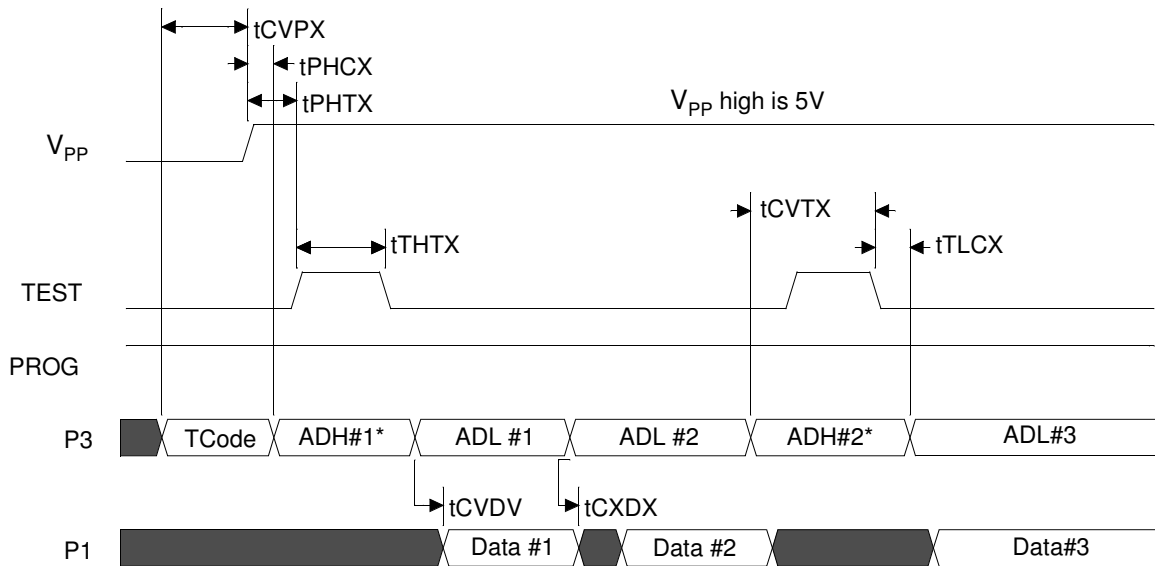 tCVPX
tPHCX
tPHTX
V_PP high is 5V
V_PP
tCVTX
tTHTX
tTLCX
TEST
PROG
P3 TCode ADH#1* ADL #1 ADL #2 ADH#2* ADL#3
tCVDV tCXDX
P1 Data #1 Data #2 Data#3